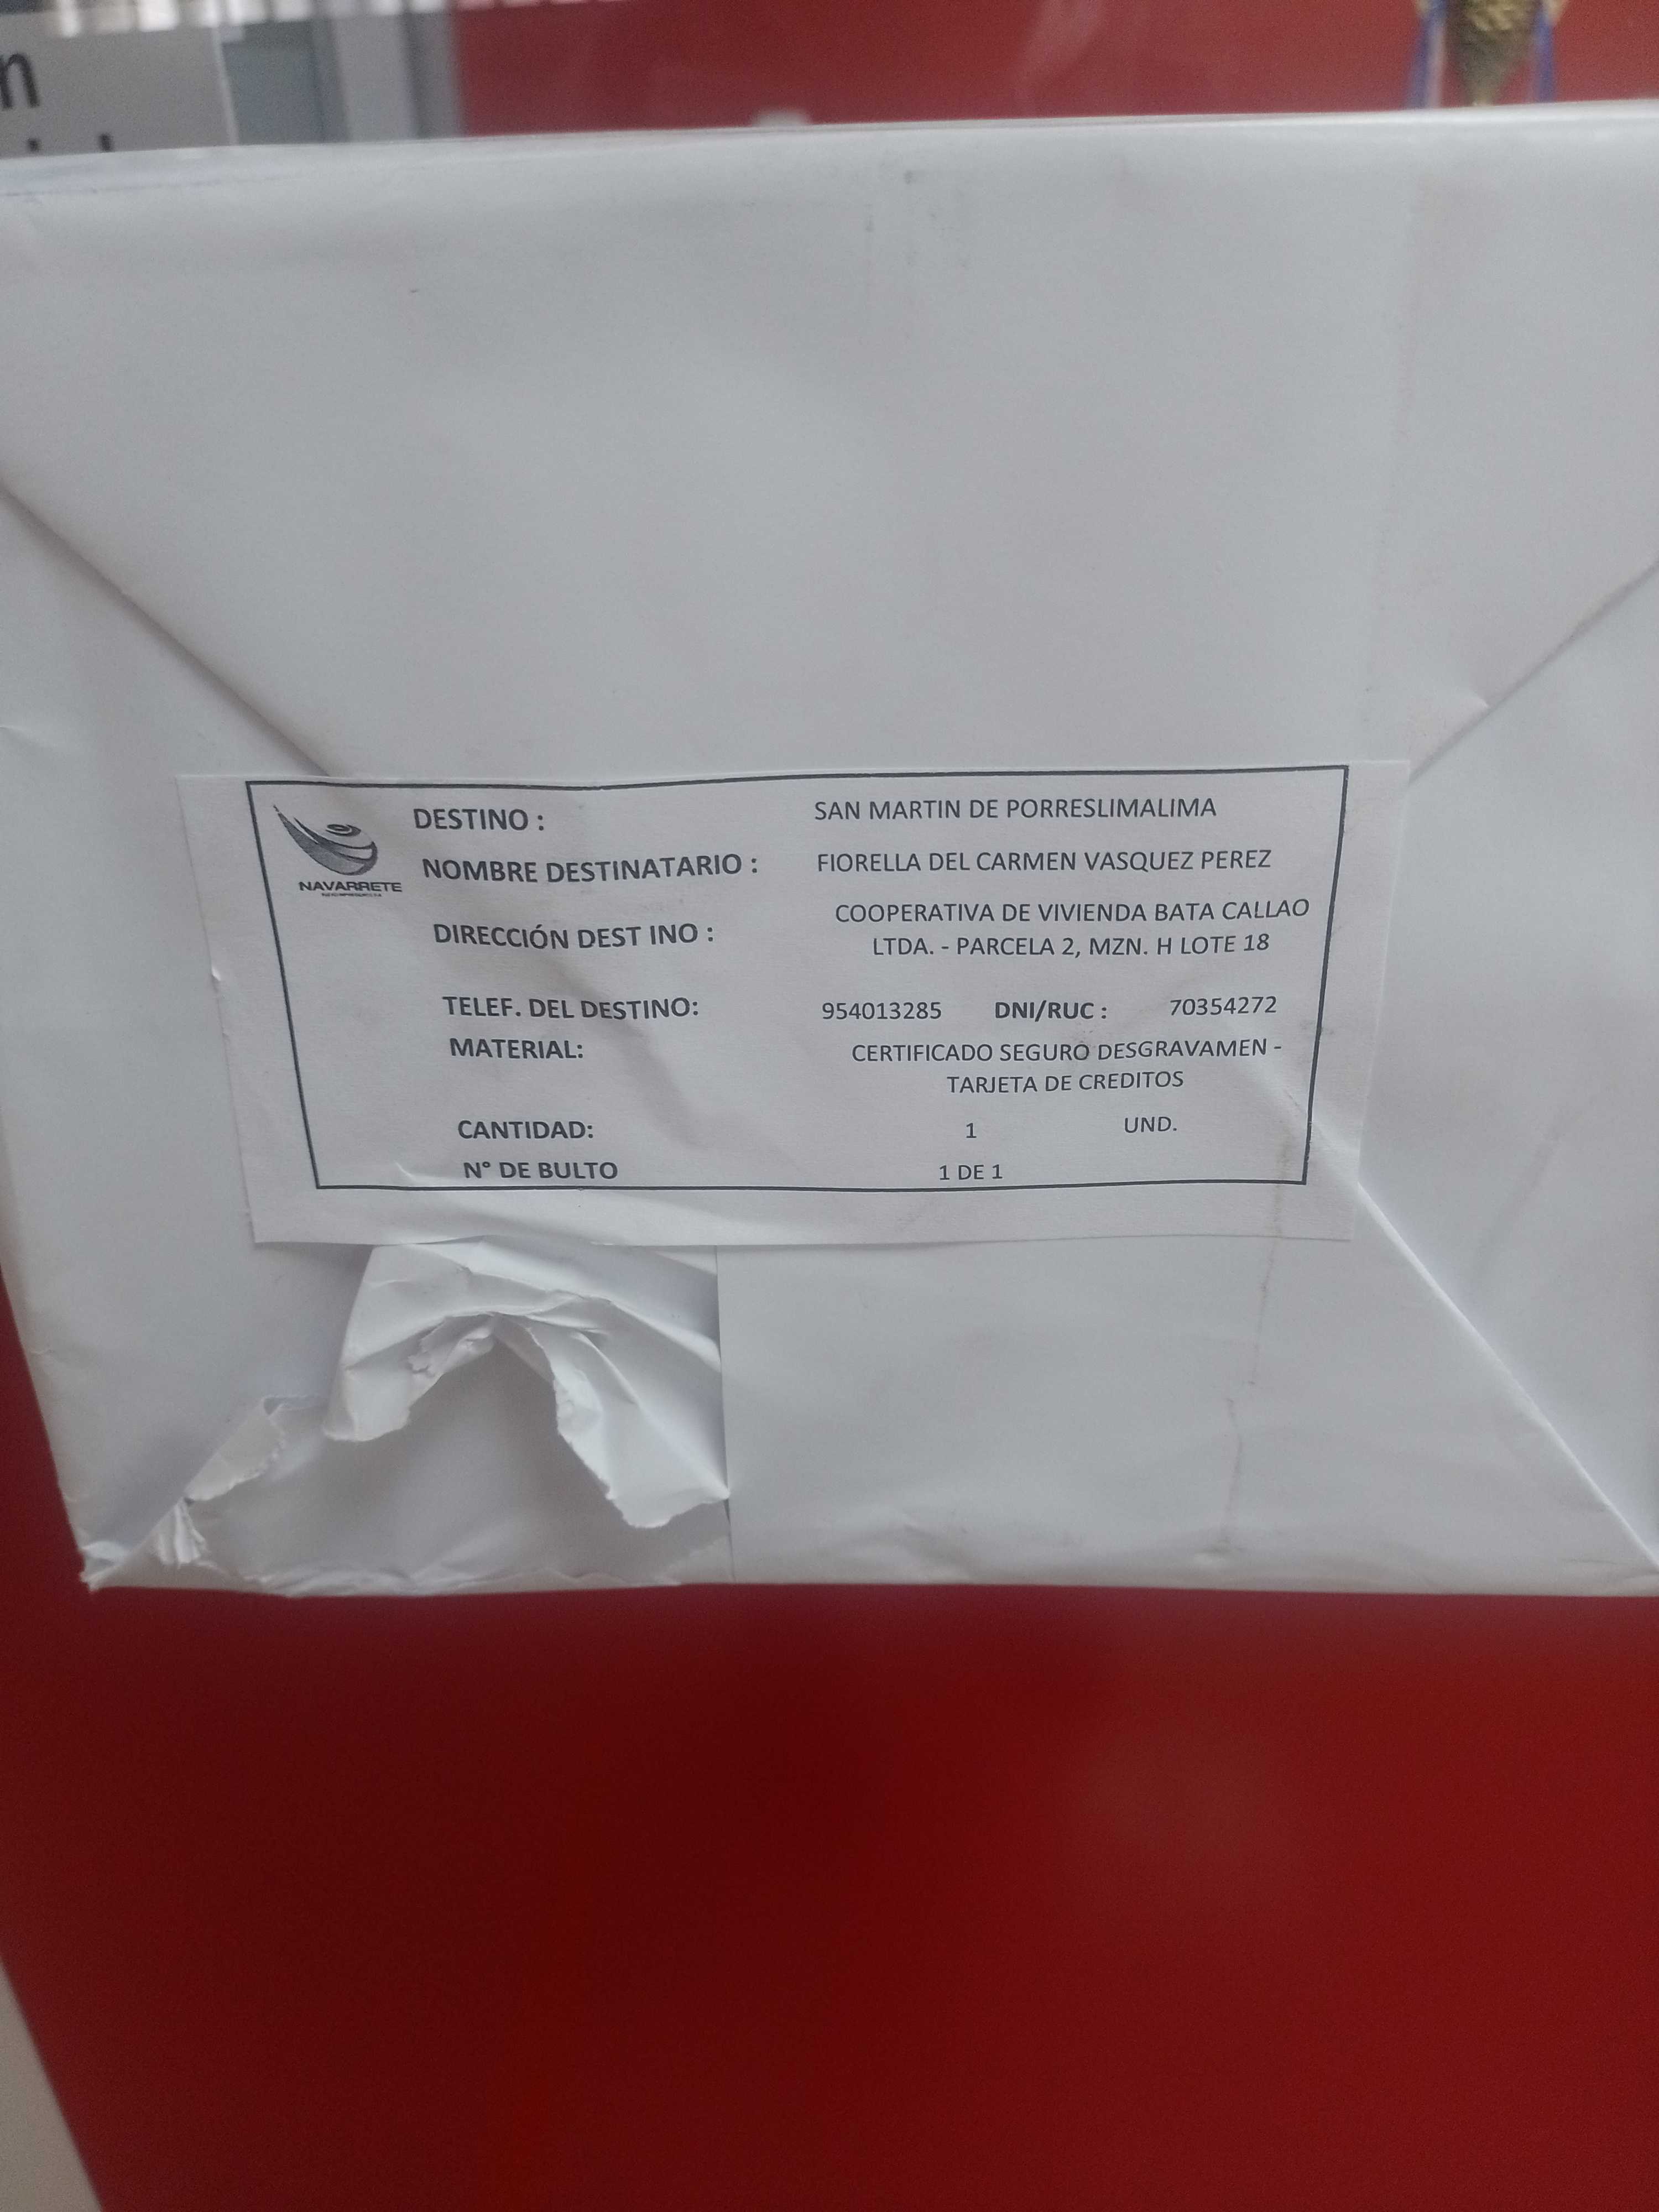 DESTINO : SAN MARTIN DE PORRESLIMALIMA
NAVARRETE
NOMBRE DESTINATARIO : FIORELLA DEL CARMEN VASQUEZ PEREZ
DIRECCIÓN DEST INO : COOPERATIVA DE VIVIENDA BATA CALLAO
LTDA. - PARCELA 2, MZN. H LOTE 18
TELEF. DEL DESTINO: 954013285 DNI/RUC : 70354272
MATERIAL: CERTIFICADO SEGURO DESGRAVAMEN -
TARJETA DE CREDITOS
CANTIDAD: 1 UND.
N° DE BULTO 1 DE 1